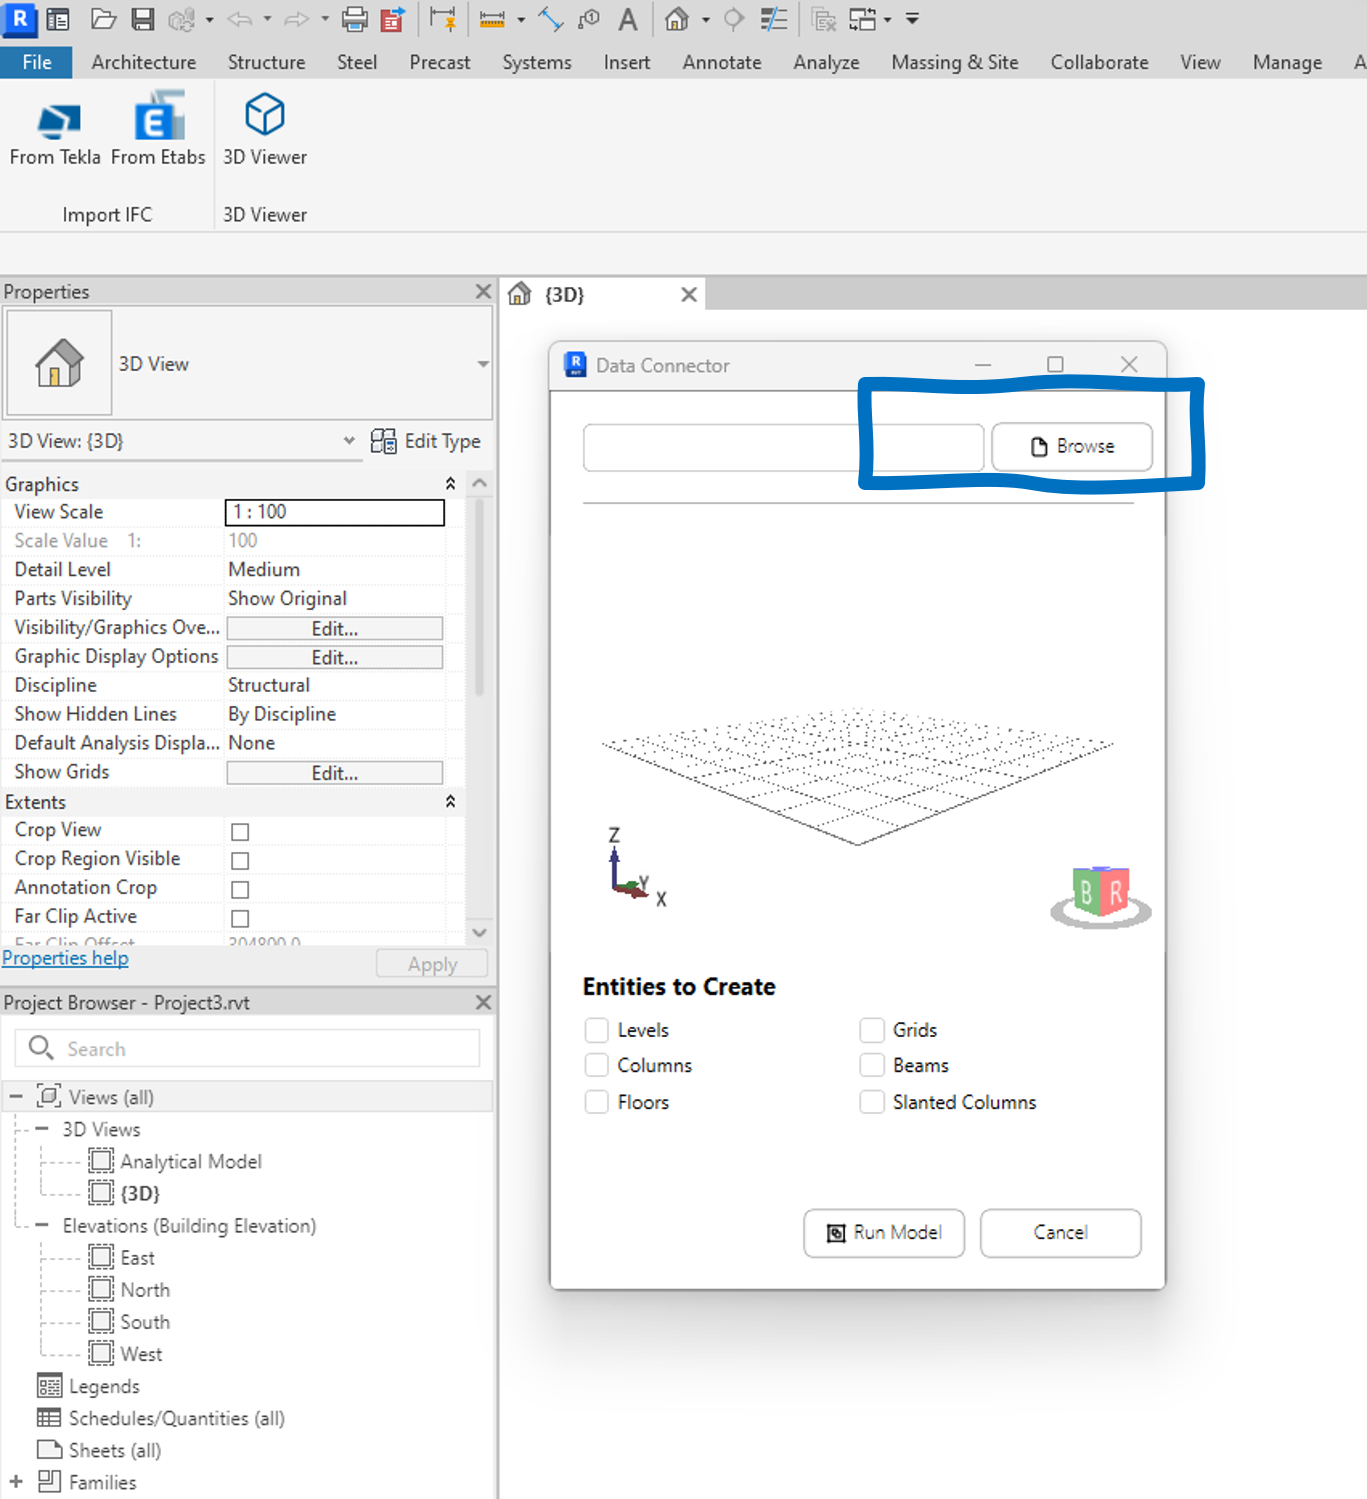 R
File Architecture Structure Steel Precast Systems Insert Annotate Analyze Massing & Site Collaborate View Manage A
From Tekla From Etabs 3D Viewer
Import IFC 3D Viewer
Properties
{3D}
3D View
3D View: {3D} Edit Type
Graphics
View Scale 1 : 100
Scale Value 1: 100
Detail Level Medium
Parts Visibility Show Original
Visibility/Graphics Ove... Edit...
Graphic Display Options Edit...
Discipline Structural
Show Hidden Lines By Discipline
Default Analysis Displa... None
Show Grids Edit...
Extents
Crop View
Crop Region Visible
Annotation Crop
Far Clip Active
Far Clip Offset 304800.0
Properties help Apply
Project Browser - Project3.rvt
Search
Views (all)
3D Views
Analytical Model
{3D}
Elevations (Building Elevation)
East
North
South
West
Legends
Schedules/Quantities (all)
Sheets (all)
Families
Data Connector
Browse
Z
Y
X
B R
Entities to Create
Levels Grids
Columns Beams
Floors Slanted Columns
Run Model Cancel